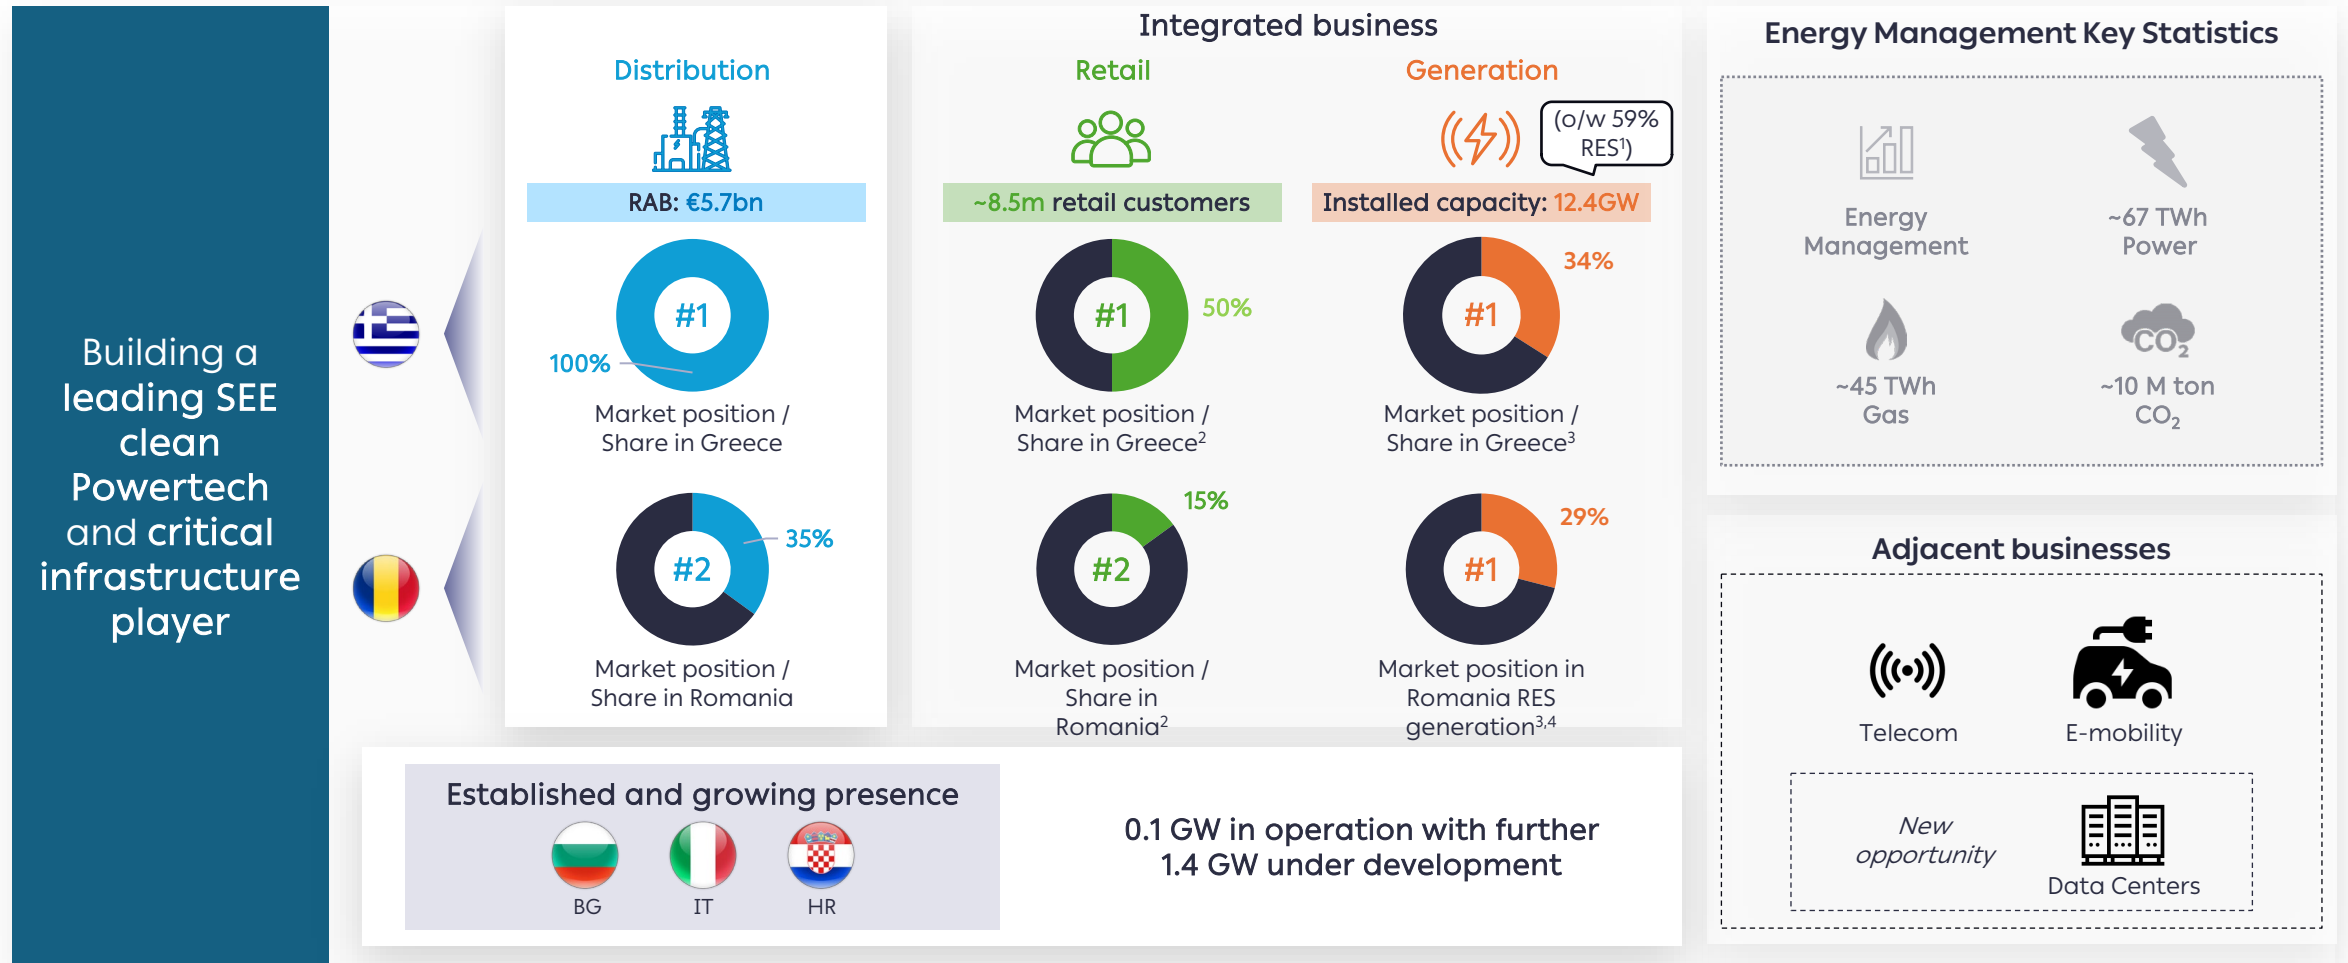 Building a
leading SEE
clean
Powertech
and critical
infrastructure
player
Distribution
RAB: €5.7bn
#1
100%
Market position /
Share in Greece
#2
35%
Market position /
Share in Romania
Integrated business
Retail
~8.5m retail customers
#1
50%
Market position /
Share in Greece²
#2
15%
Market position /
Share in
Romania²
Generation
(o/w 59%
RES¹)
Installed capacity: 12.4GW
#1
34%
Market position /
Share in Greece³
#1
29%
Market position in
Romania RES
generation³,⁴
Established and growing presence
BG
IT
HR
0.1 GW in operation with further
1.4 GW under development
Energy Management Key Statistics
Energy
Management
~67 TWh
Power
~45 TWh
Gas
CO₂
~10 M ton
CO₂
Adjacent businesses
Telecom
E-mobility
New
opportunity
Data Centers